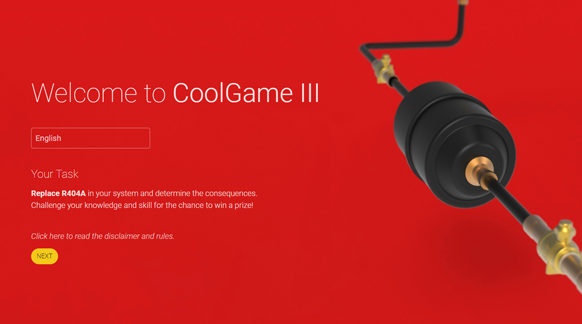 Welcome to CoolGame III
English
Your Task
Replace R404A in your system and determine the consequences.
Challenge your knowledge and skill for the chance to win a prize!
Click here to read the disclaimer and rules.
NEXT